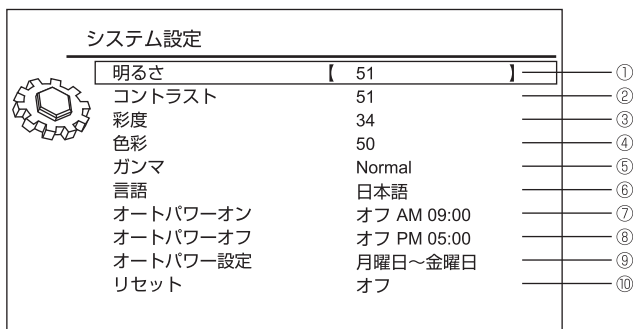 システム設定
明るさ 【 51 】 ①
コントラスト 51 ②
彩度 34 ③
色彩 50 ④
ガンマ Normal ⑤
言語 日本語 ⑥
オートパワーオン オフ AM 09:00 ⑦
オートパワーオフ オフ PM 05:00 ⑧
オートパワー設定 月曜日～金曜日 ⑨
リセット オフ ⑩